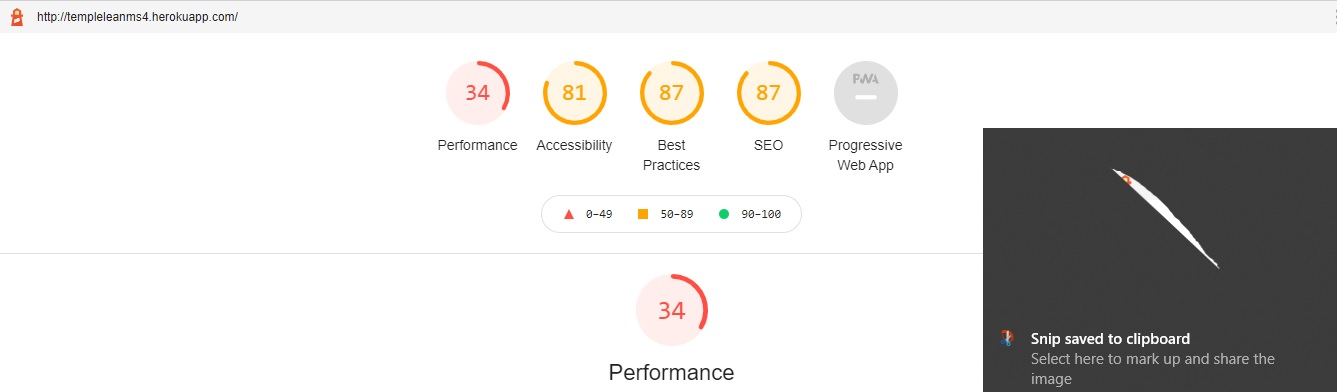 http://templeleanms4.herokuapp.com/
34
81
87
87
PWA
Performance
Accessibility
Best
Practices
SEO
Progressive
Web App
0–49
50–89
90–100
34
Performance
Snip saved to clipboard
Select here to mark up and share the
image